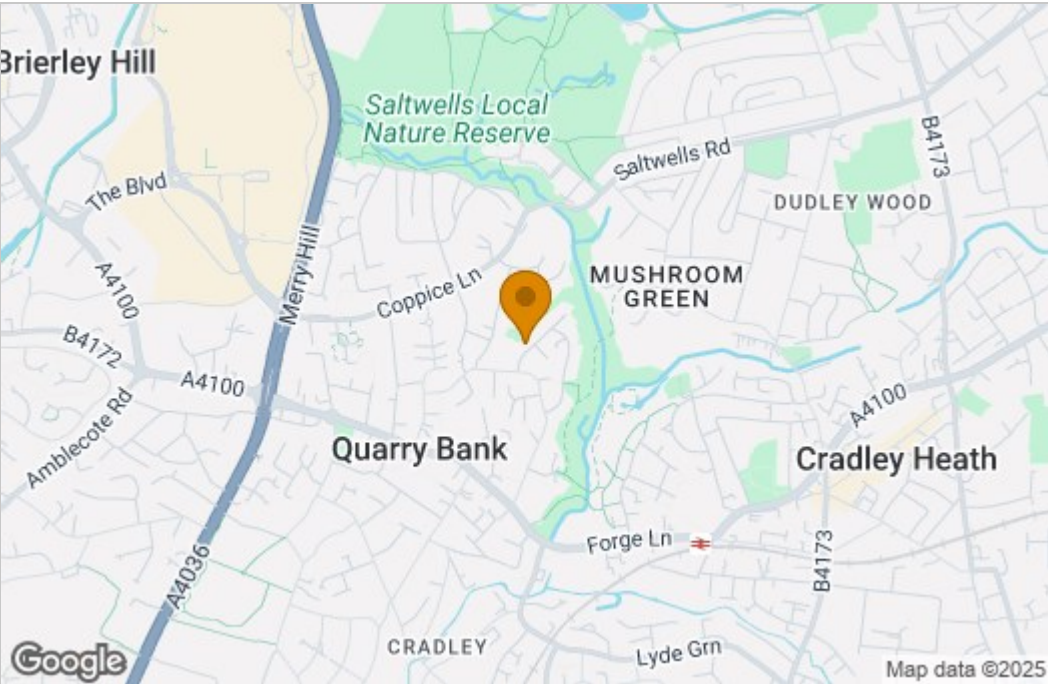 Brierley Hill
Saltwells Local
Nature Reserve
Saltwells Rd
B4173
The Blvd
DUDLEY WOOD
A4100
Merry Hill
Coppice Ln
MUSHROOM
GREEN
B4172
A4100
Amblecote Rd
A4100
Quarry Bank
Cradley Heath
Forge Ln
B4173
A4036
CRADLEY
Lyde Grn
Google
Map data ©2025